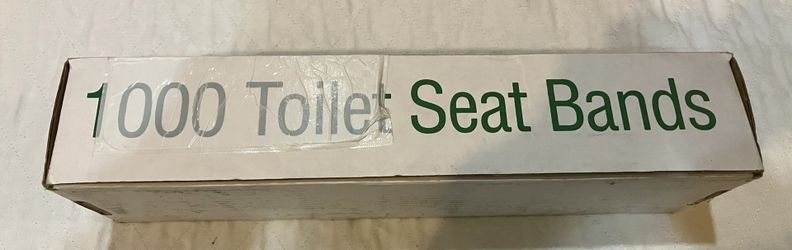 1000 Toilet Seat Bands